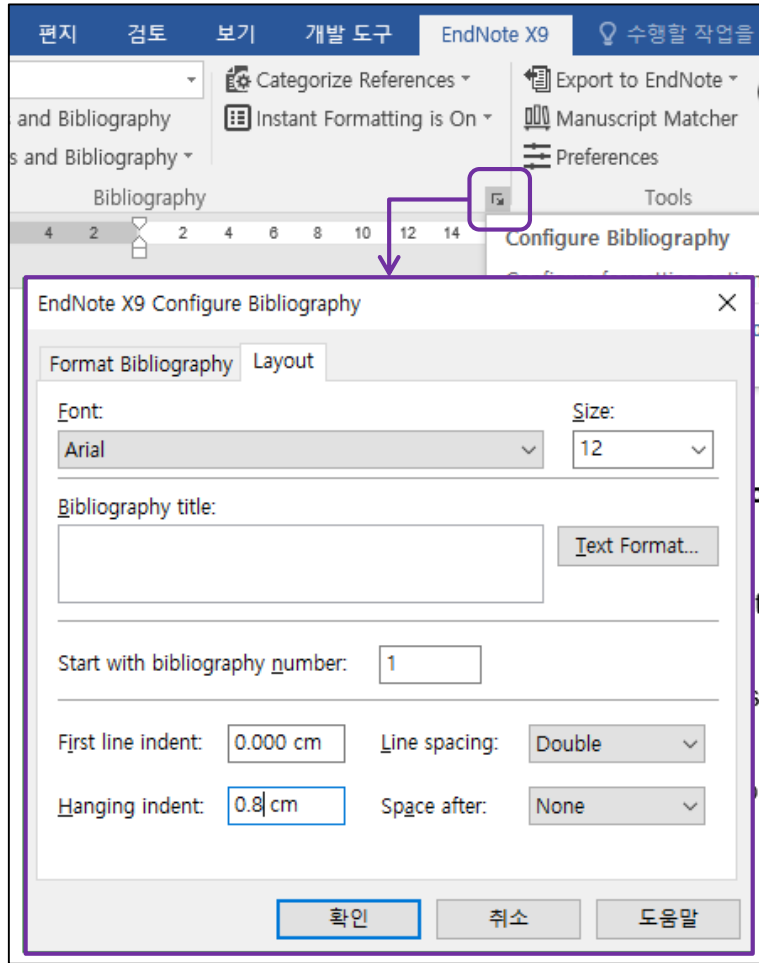 편지 검토 보기 개발 도구 EndNote X9 수행할 작업을
Categorize References Export to EndNote
and Bibliography Instant Formatting is On Manuscript Matcher
s and Bibliography Preferences
Bibliography Tools
4 2 2 4 6 8 10 12 14
Configure Bibliography
EndNote X9 Configure Bibliography
Format Bibliography Layout
Font: Size:
Arial 12
Bibliography title:
Text Format...
Start with bibliography number: 1
First line indent: 0.000 cm Line spacing: Double
Hanging indent: 0.8 cm Space after: None
확인 취소 도움말